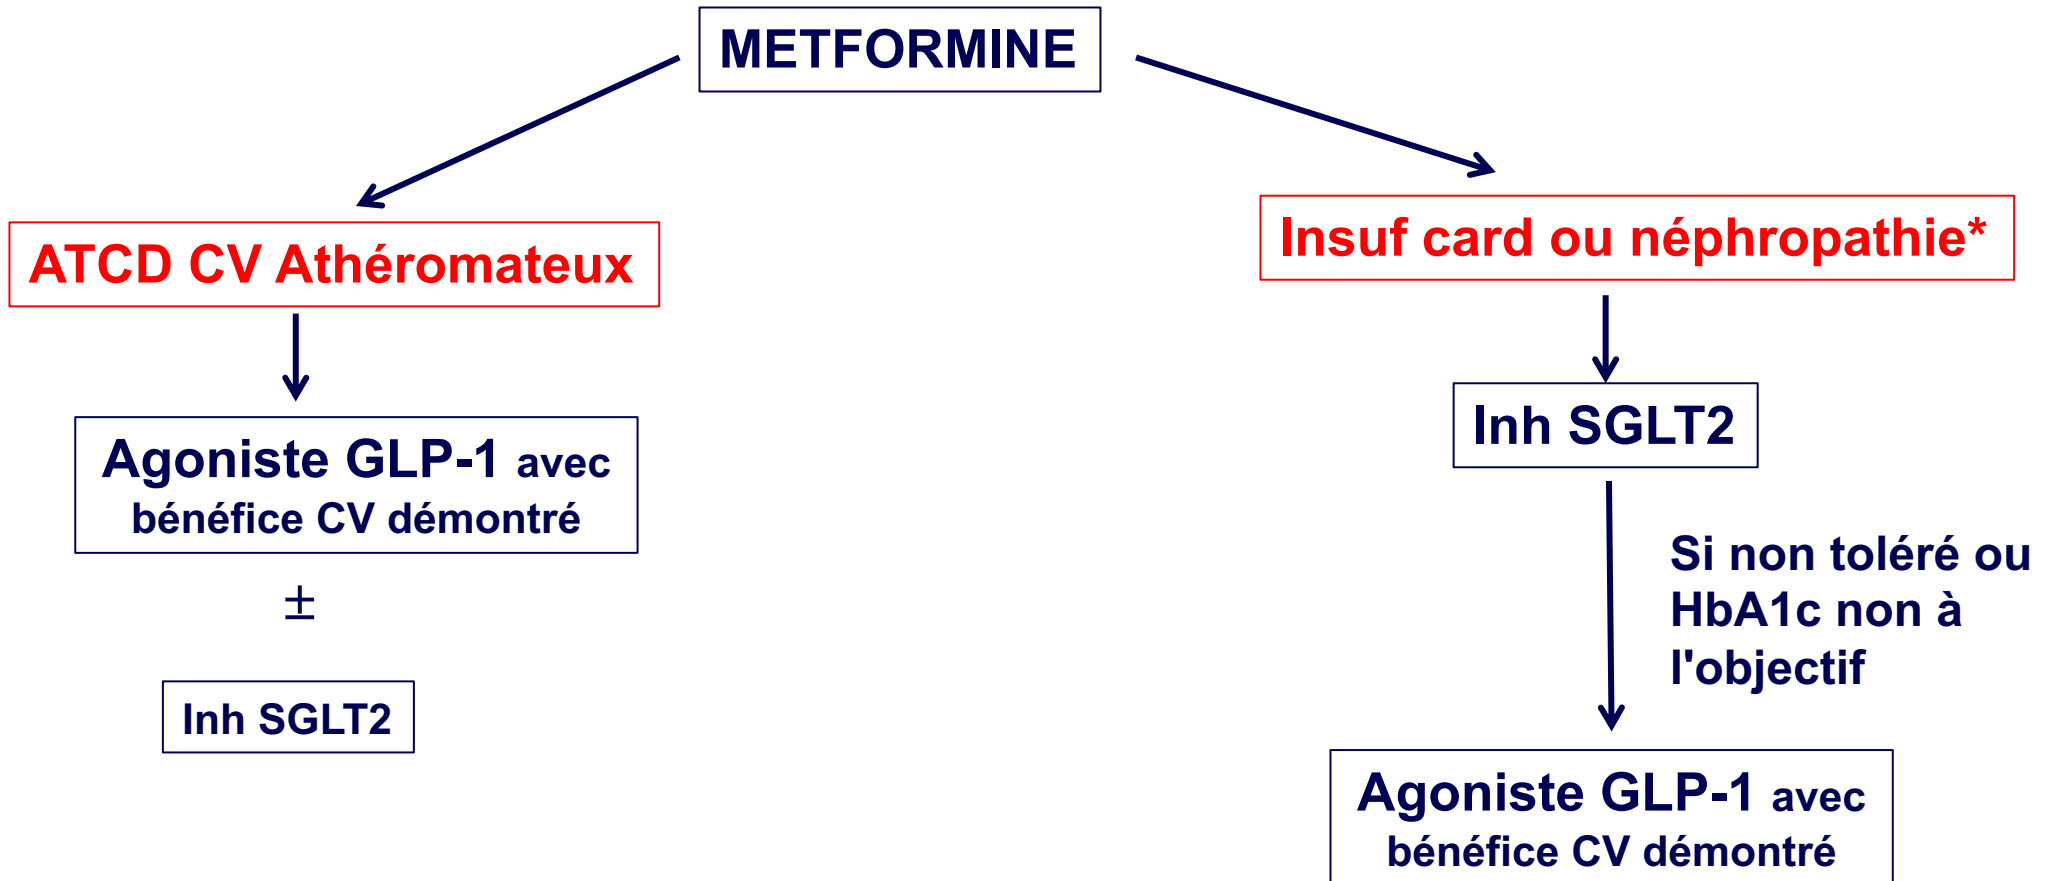 METFORMINE
ATCD CV Athéromateux
Insuf card ou néphropathie*
Agoniste GLP-1 avec
bénéfice CV démontré
±
Inh SGLT2
Inh SGLT2
Si non toléré ou
HbA1c non à
l'objectif
Agoniste GLP-1 avec
bénéfice CV démontré